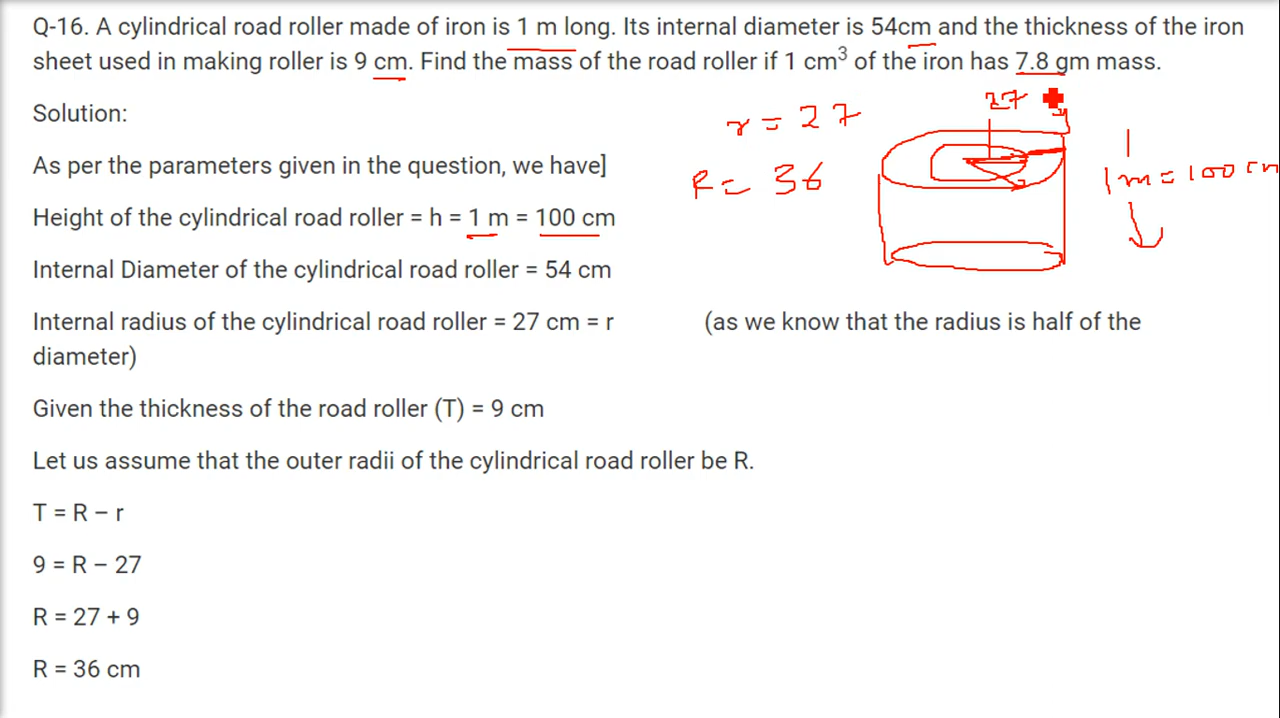 Q-16. A cylindrical road roller made of iron is 1 m long. Its internal diameter is 54cm and the thickness of the iron
sheet used in making roller is 9 cm. Find the mass of the road roller if 1 cm³ of the iron has 7.8 gm mass.
Solution:
27
r = 27
As per the parameters given in the question, we have]
R = 36
1 m = 100 cm
Height of the cylindrical road roller = h = 1 m = 100 cm
Internal Diameter of the cylindrical road roller = 54 cm
Internal radius of the cylindrical road roller = 27 cm = r (as we know that the radius is half of the
diameter)
Given the thickness of the road roller (T) = 9 cm
Let us assume that the outer radii of the cylindrical road roller be R.
T = R – r
9 = R – 27
R = 27 + 9
R = 36 cm